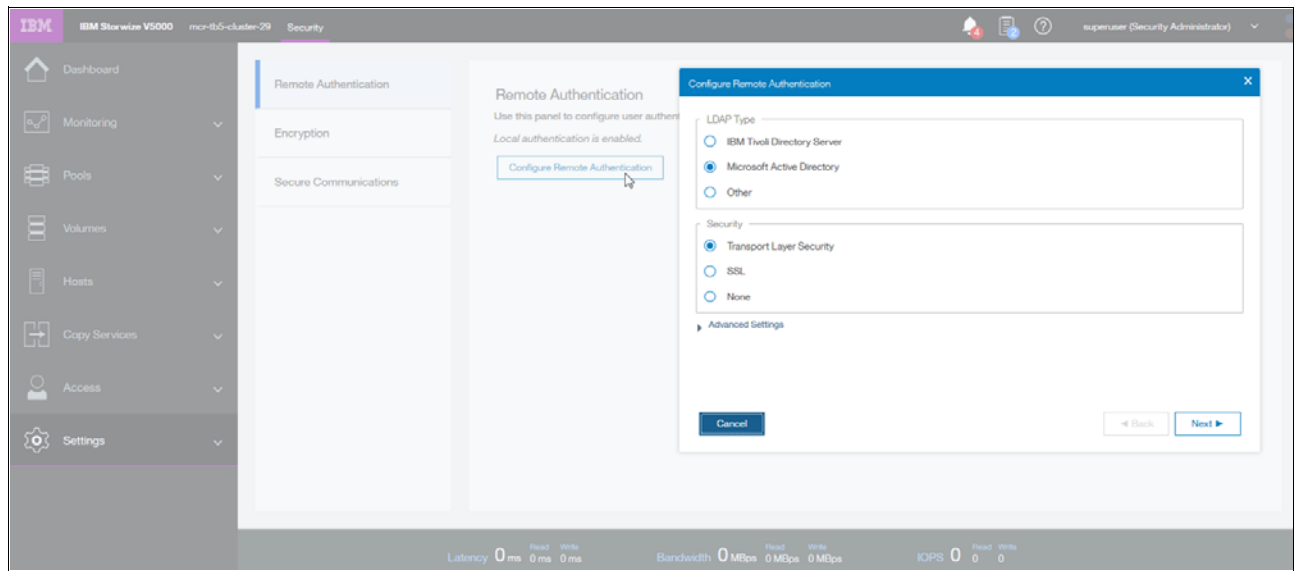 IBM IBM Storwize V5000 mcr-tb5-cluster-29 Security 4 2 ? superuser (Security Administrator)
Dashboard
Monitoring
Pools
Volumes
Hosts
Copy Services
Access
Settings
Remote Authentication
Encryption
Secure Communications
Remote Authentication
Use this panel to configure user authent
Local authentication is enabled.
Configure Remote Authentication
Configure Remote Authentication X
LDAP Type
IBM Tivoli Directory Server
Microsoft Active Directory
Other
Security
Transport Layer Security
SSL
None
Advanced Settings
Cancel Back Next
Latency 0 ms Read 0 ms Write 0 ms Bandwidth 0 MBps Read 0 MBps Write 0 MBps IOPS 0 Read 0 Write 0